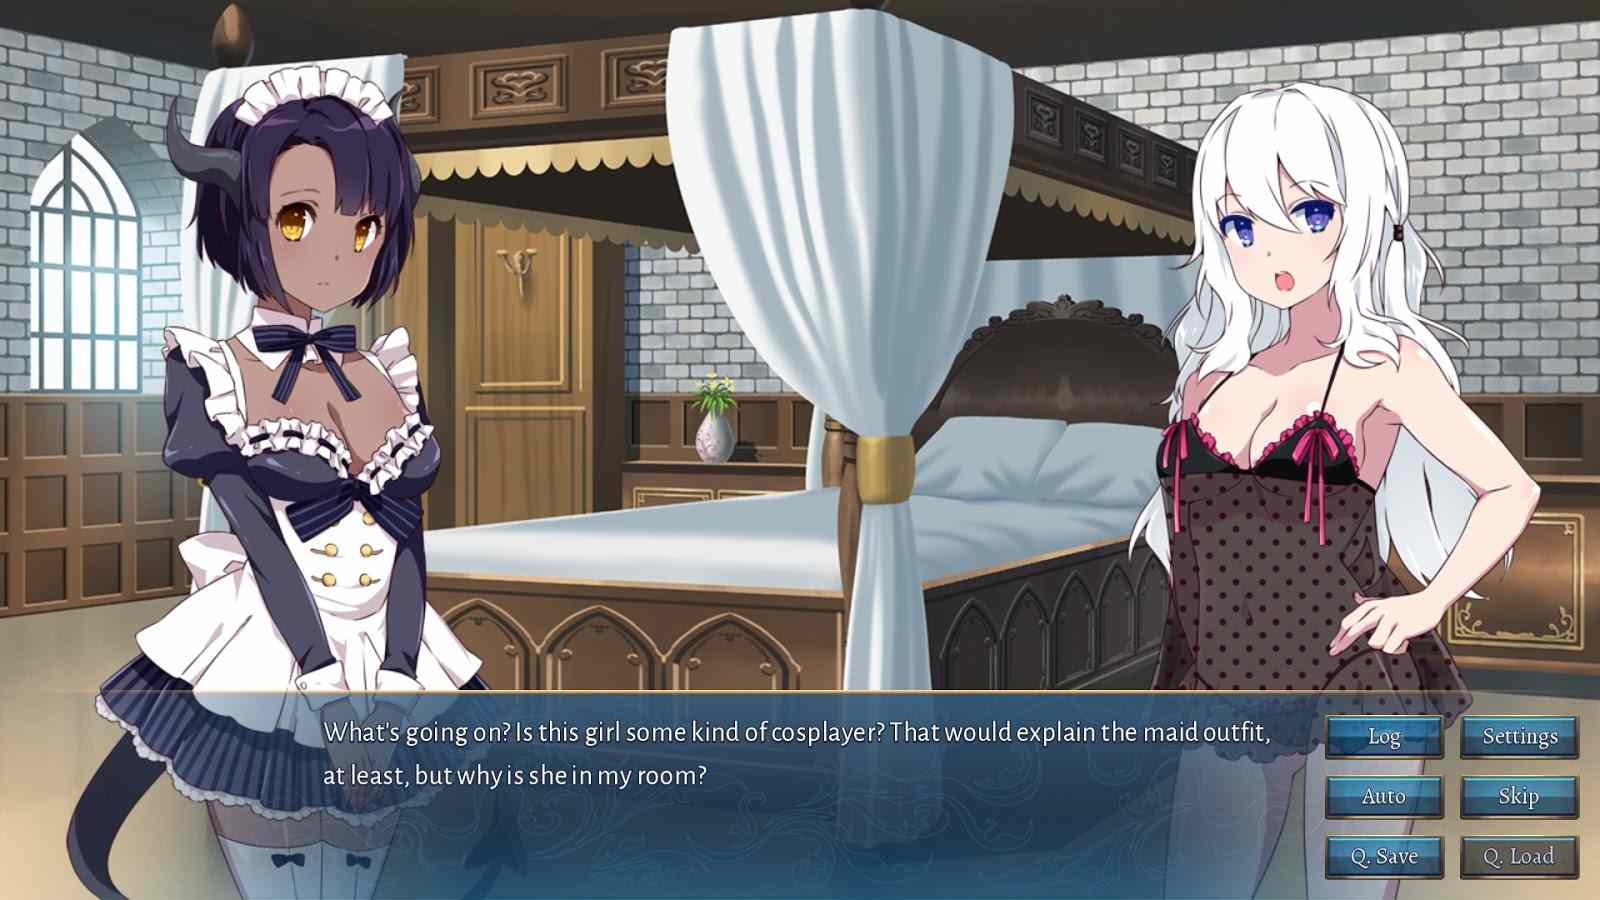 What's going on? Is this girl some kind of cosplayer? That would explain the maid outfit,
at least, but why is she in my room?
Log
Settings
Auto
Skip
Q. Save
Q. Load